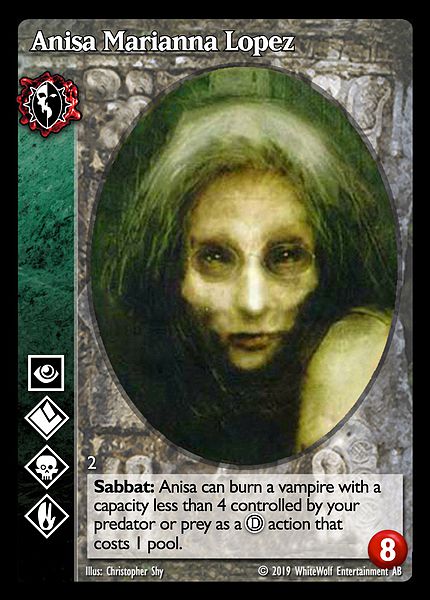 Anisa Marianna Lopez
2
Sabbat: Anisa can burn a vampire with a
capacity less than 4 controlled by your
predator or prey as a Ⓓ action that
costs 1 pool.
8
Illus: Christopher Shy © 2019 WhiteWolf Entertainment AB